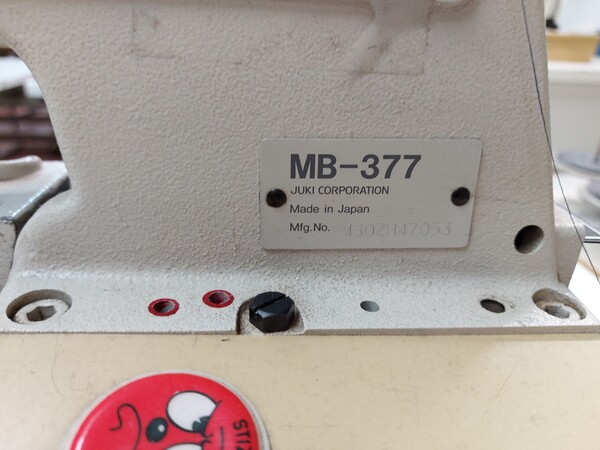 MB-377
JUKI CORPORATION
Made in Japan
Mfg.No.